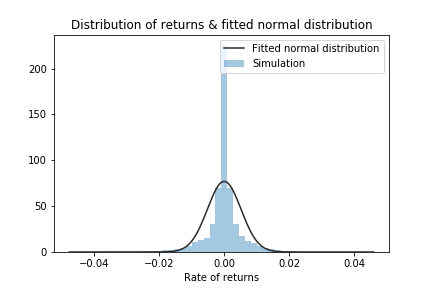 Distribution of returns & fitted normal distribution
Fitted normal distribution
Simulation
200
150
100
50
0
−0.04 −0.02 0.00 0.02 0.04
Rate of returns